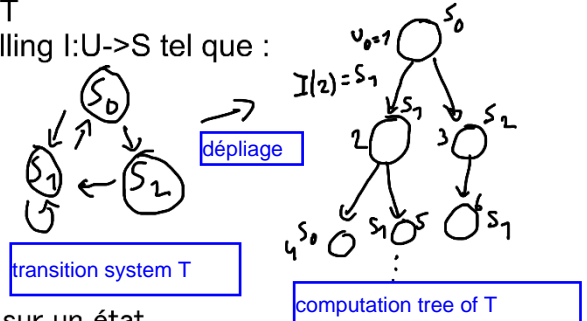 T
lling l:U->S tel que :
S0
S1
S2
dépliage
transition system T
sur un état
u0=1
S0
I(2)=S1
2
S1
3
S2
4
S0
S1
5
6
S1
computation tree of T